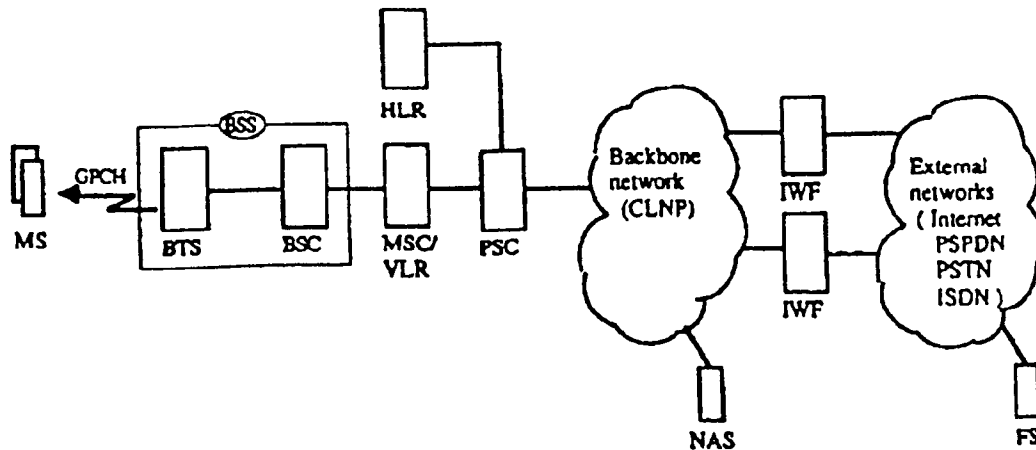 HLR
BSS
GPCH
MS
BTS
BSC
MSC/
VLR
PSC
Backbone
network
(CLNP)
IWF
IWF
External
networks
( Internet
PSPDN
PSTN
ISDN )
NAS
FS